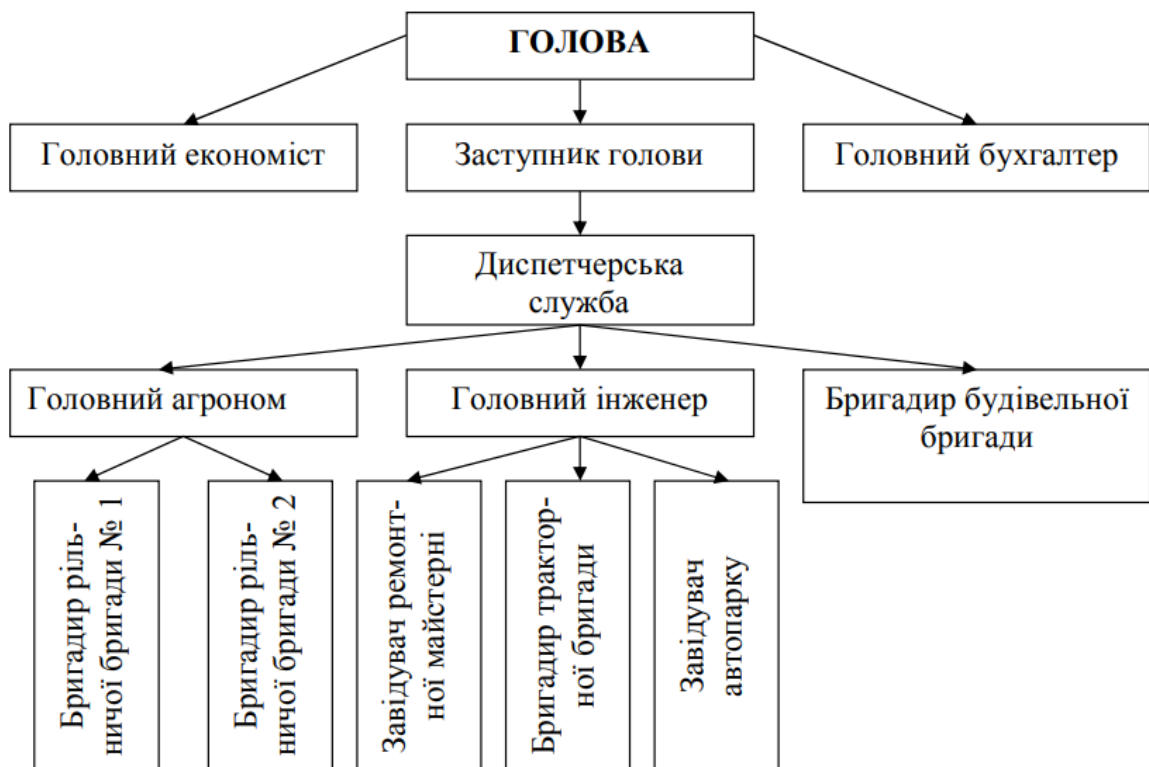 ГОЛОВА
Головний економіст
Заступник голови
Головний бухгалтер
Диспетчерська
служба
Головний агроном
Головний інженер
Бригадир будівельної
бригади
Бригадир ріль-
ничої бригади № 1
Бригадир ріль-
ничої бригади № 2
Завідувач ремонт-
ної майстерні
Бригадир трактор-
ної бригади
Завідувач
автопарку